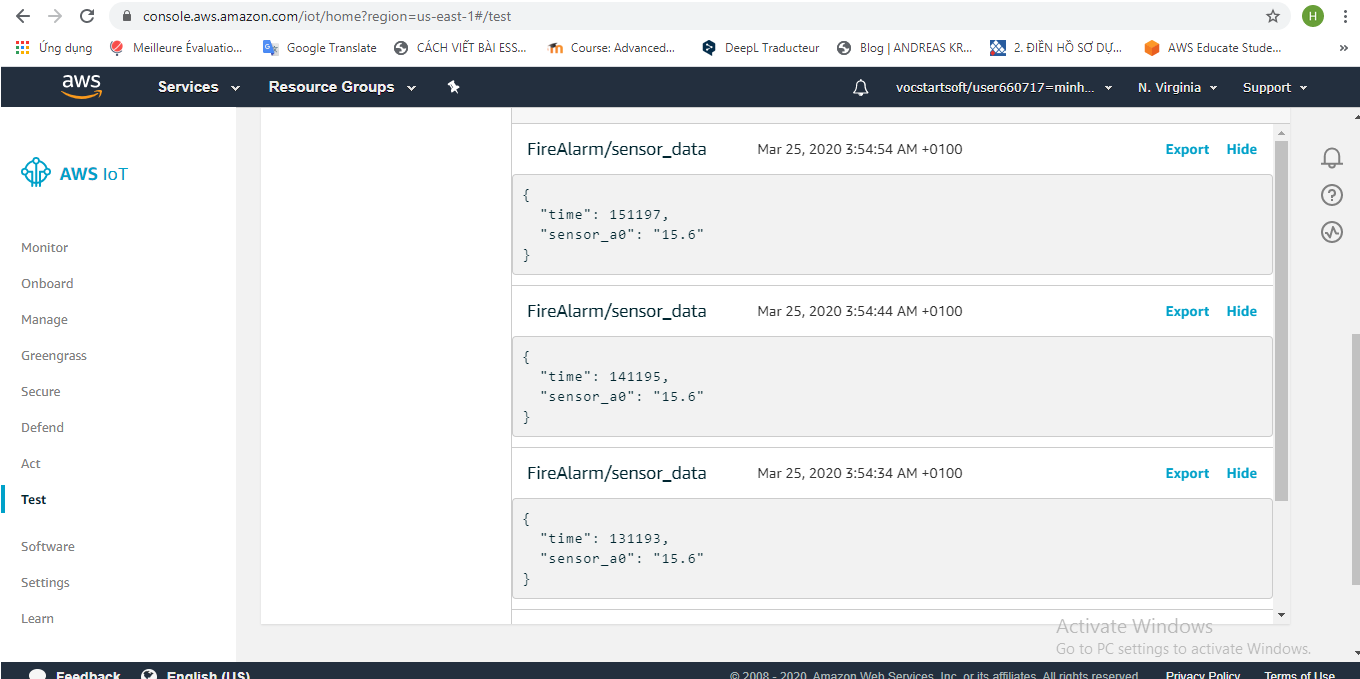 console.aws.amazon.com/iot/home?region=us-east-1#/test
H
Ứng dụng Meilleure Évaluatio... Google Translate CÁCH VIẾT BÀI ESS... Course: Advanced... DeepL Traducteur Blog | ANDREAS KR... 2. ĐIỀN HỒ SƠ DỰ... AWS Educate Stude... »
aws Services Resource Groups vocstartsoft/user660717=minh... N. Virginia Support
AWS IoT
Monitor
Onboard
Manage
Greengrass
Secure
Defend
Act
Test
Software
Settings
Learn
FireAlarm/sensor_data Mar 25, 2020 3:54:54 AM +0100 Export Hide
{
"time": 151197,
"sensor_a0": "15.6"
}
FireAlarm/sensor_data Mar 25, 2020 3:54:44 AM +0100 Export Hide
{
"time": 141195,
"sensor_a0": "15.6"
}
FireAlarm/sensor_data Mar 25, 2020 3:54:34 AM +0100 Export Hide
{
"time": 131193,
"sensor_a0": "15.6"
}
Activate Windows
Go to PC settings to activate Windows.
Feedback English (US) © 2008 - 2020, Amazon Web Services, Inc. or its affiliates. All rights reserved. Privacy Policy Terms of Use